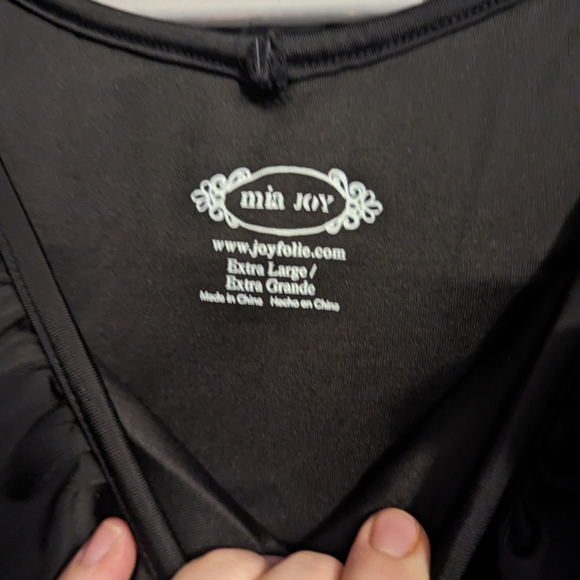 mia JOY
www.joyfolie.com
Extra Large /
Extra Grande
Made in China Hecho en China